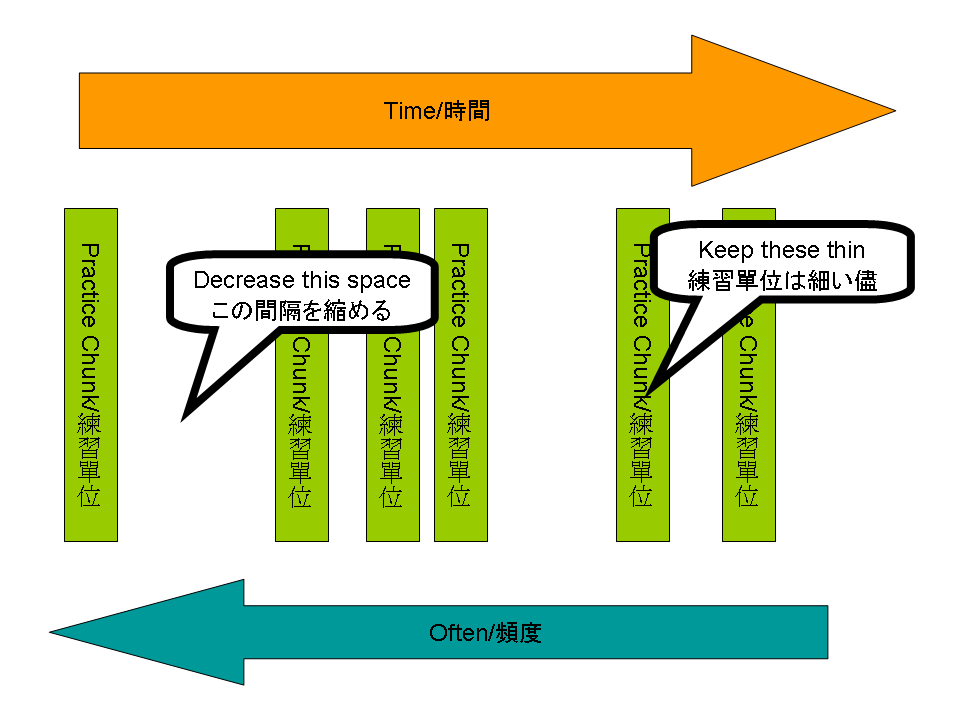 Time/時間
Practice Chunk/練習單位
Decrease this space
この間隔を縮める
P Chunk/練習單位
P Chunk/練習單位
Practice Chunk/練習單位
Practice Chunk/練習單位
Keep these thin
練習單位は細い儘
Chunk/練習單位
Often/頻度